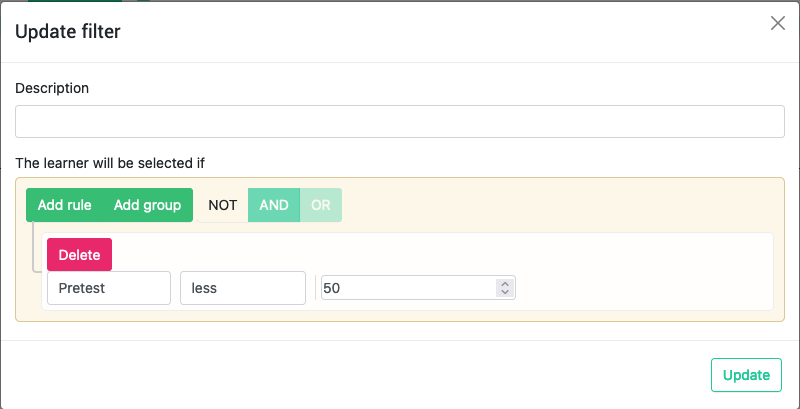 Update filter
Description
The learner will be selected if
Add rule Add group NOT AND OR
Delete
Pretest less 50
Update